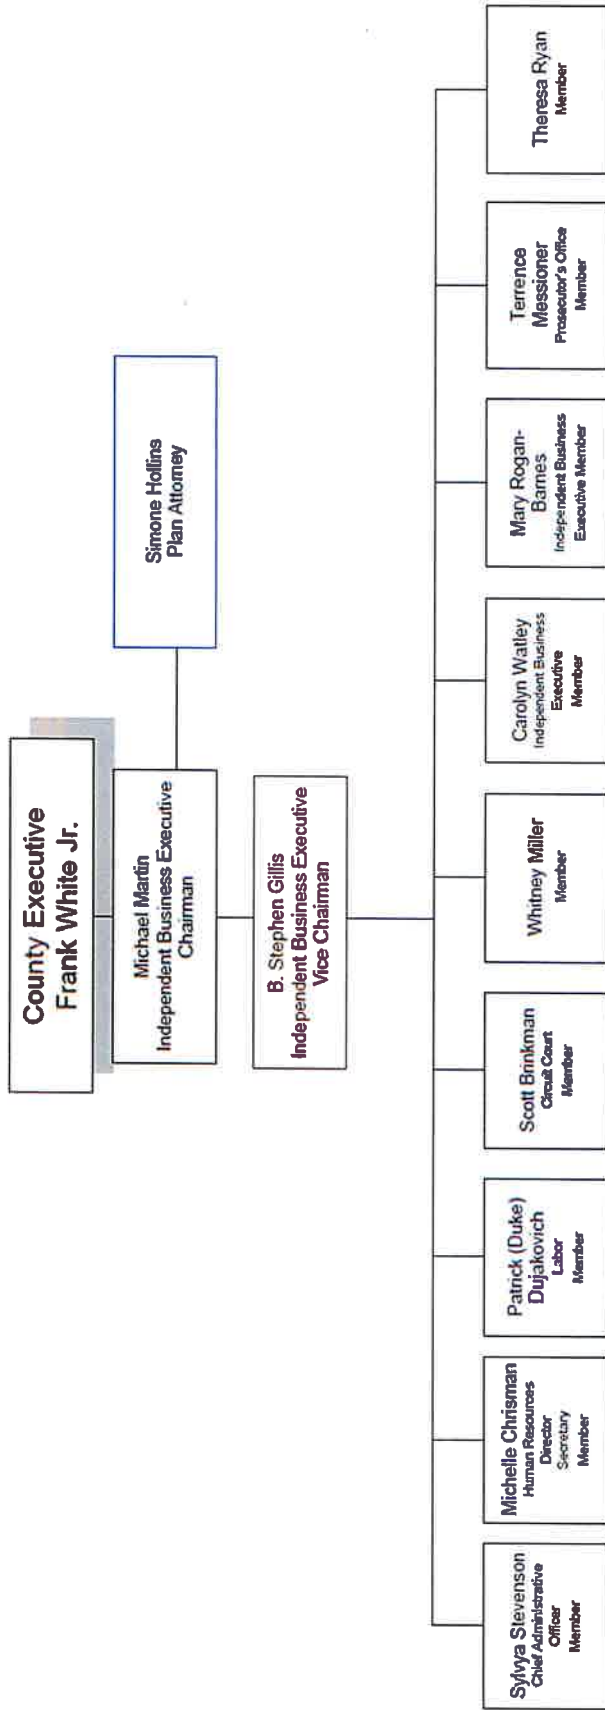 County Executive
Frank White Jr.
Michael Martin
Independent Business Executive
Chairman
Simone Hollins
Plan Attorney
B. Stephen Gillis
Independent Business Executive
Vice Chairman
Sylvya Stevenson
Chief Administrative
Officer
Member
Michelle Chrisman
Human Resources
Director
Secretary
Member
Patrick (Duke)
Dujakovich
Labor
Member
Scott Brinkman
Circuit Court
Member
Whitney Miller
Member
Carolyn Watley
Independent Business
Executive
Member
Mary Rogan-
Barnes
Independent Business
Executive Member
Terrence
Messioner
Prosecutor's Office
Member
Theresa Ryan
Member